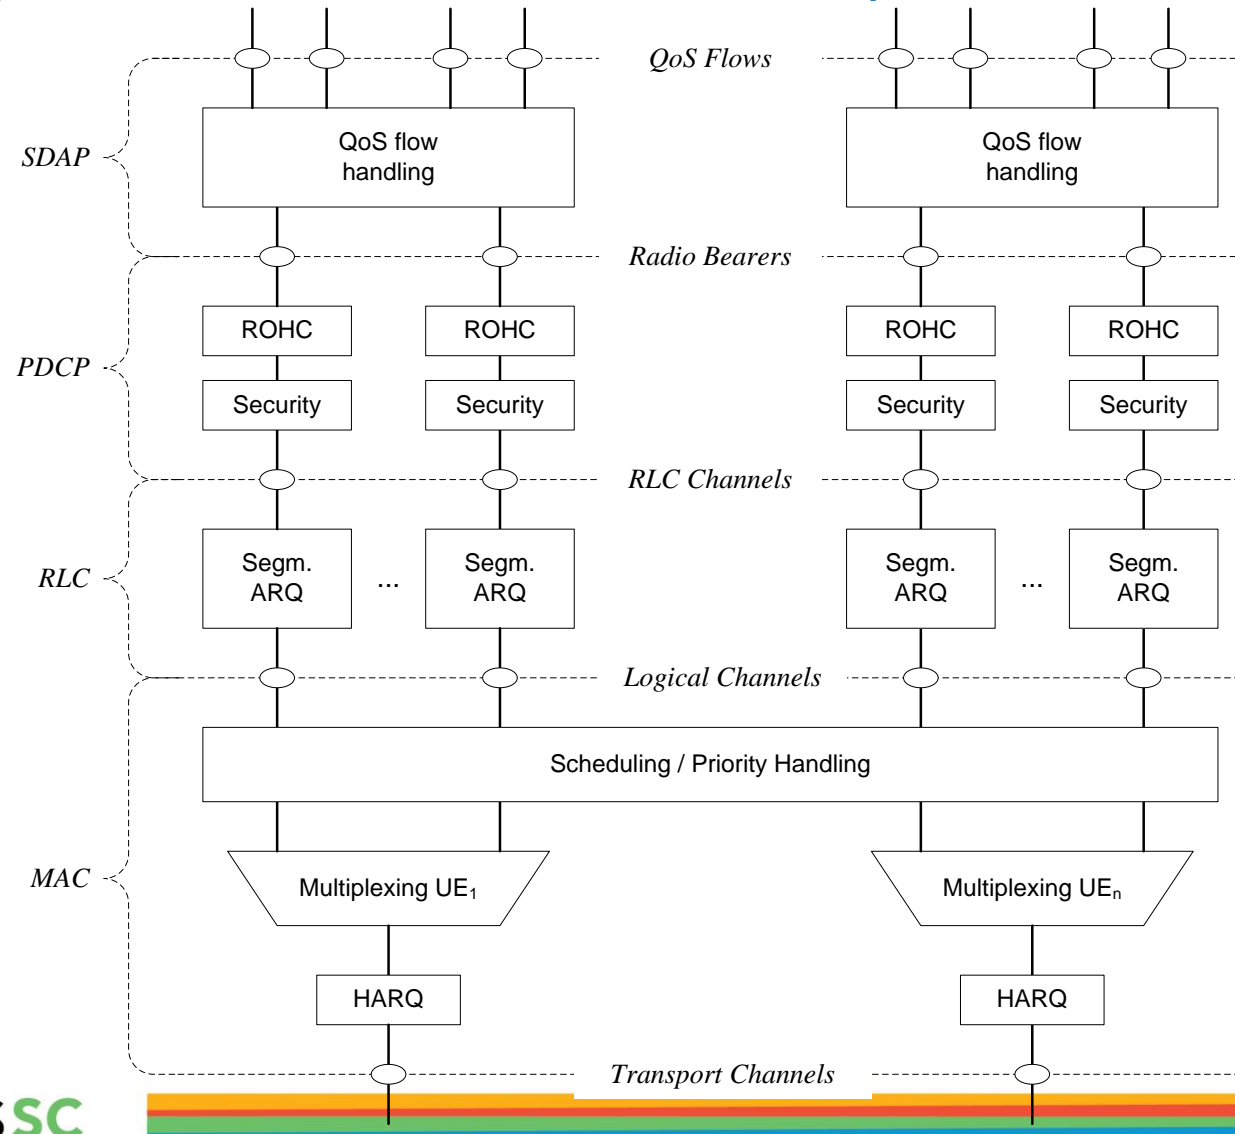 QoS Flows
QoS flow
handling
QoS flow
handling
SDAP
Radio Bearers
ROHC
ROHC
ROHC
ROHC
PDCP
Security
Security
Security
Security
RLC Channels
Segm.
ARQ
...
Segm.
ARQ
Segm.
ARQ
...
Segm.
ARQ
RLC
Logical Channels
Scheduling / Priority Handling
MAC
Multiplexing UE1
Multiplexing UEn
HARQ
HARQ
Transport Channels
SC